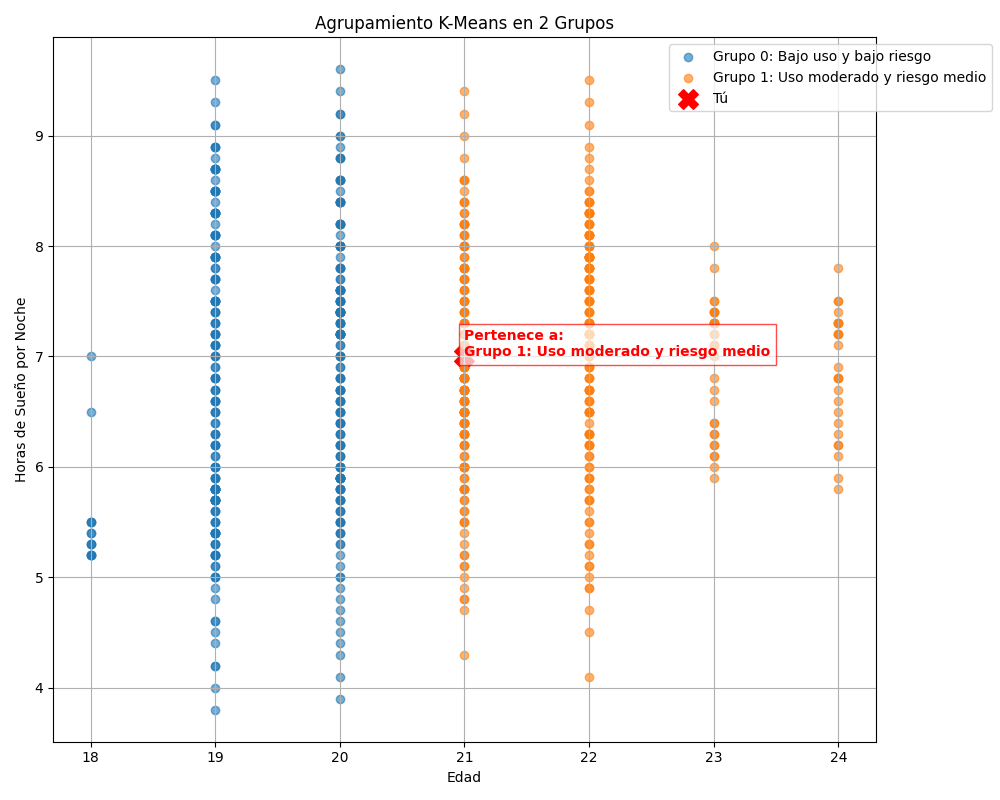 Agrupamiento K-Means en 2 Grupos
Grupo 0: Bajo uso y bajo riesgo
Grupo 1: Uso moderado y riesgo medio
Tú
Horas de Sueño por Noche
9
8
7
6
5
4
Pertenece a:
Grupo 1: Uso moderado y riesgo medio
18 19 20 21 22 23 24
Edad